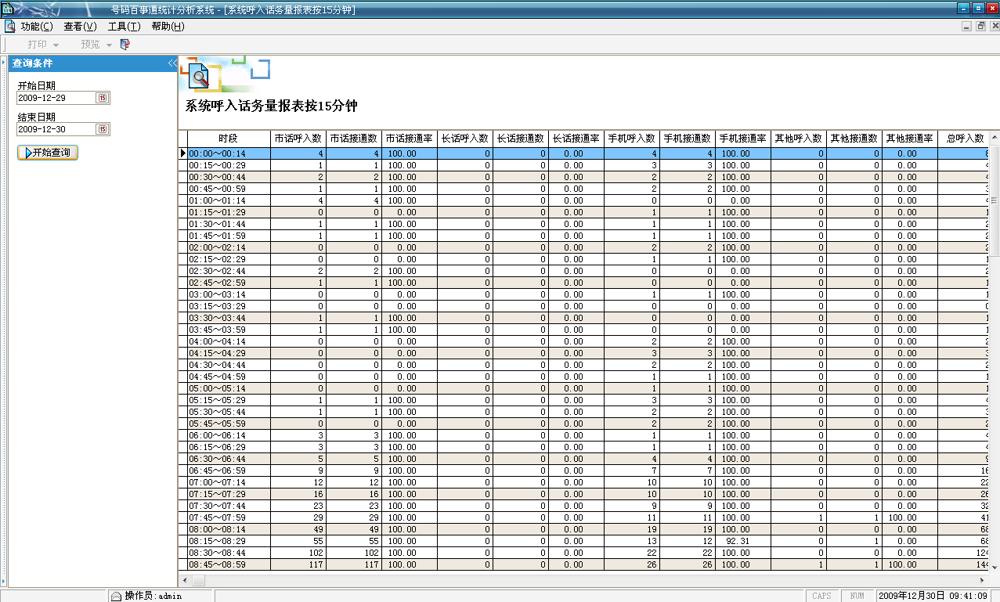 号码百事通统计分析系统 - [系统呼入话务量报表按15分钟]
功能(C) 查看(V) 工具(T) 帮助(H)
打印 预览
查询条件
开始日期
2009-12-29
结束日期
2009-12-30
开始查询
系统呼入话务量报表按15分钟
时段 市话呼入数 市话接通数 市话接通率 长话呼入数 长话接通数 长话接通率 手机呼入数 手机接通数 手机接通率 其他呼入数 其他接通数 其他接通率 总呼入数
00:00～00:14 4 4 100.00 0 0 0.00 4 4 100.00 0 0 0.00
00:15～00:29 1 1 100.00 0 0 0.00 3 3 100.00 0 0 0.00
00:30～00:44 2 2 100.00 0 0 0.00 2 2 100.00 0 0 0.00
00:45～00:59 1 1 100.00 0 0 0.00 2 2 100.00 0 0 0.00
01:00～01:14 4 4 100.00 0 0 0.00 0 0 0.00 0 0 0.00
01:15～01:29 0 0 0.00 0 0 0.00 1 1 100.00 0 0 0.00
01:30～01:44 1 1 100.00 0 0 0.00 1 1 100.00 0 0 0.00
01:45～01:59 1 1 100.00 0 0 0.00 1 1 100.00 0 0 0.00
02:00～02:14 0 0 0.00 0 0 0.00 2 2 100.00 0 0 0.00
02:15～02:29 0 0 0.00 0 0 0.00 1 1 100.00 0 0 0.00
02:30～02:44 2 2 100.00 0 0 0.00 0 0 0.00 0 0 0.00
02:45～02:59 1 1 100.00 0 0 0.00 0 0 0.00 0 0 0.00
03:00～03:14 0 0 0.00 0 0 0.00 1 1 100.00 0 0 0.00
03:15～03:29 0 0 0.00 0 0 0.00 0 0 0.00 0 0 0.00
03:30～03:44 1 1 100.00 0 0 0.00 0 0 0.00 0 0 0.00
03:45～03:59 1 1 100.00 0 0 0.00 0 0 0.00 0 0 0.00
04:00～04:14 0 0 0.00 0 0 0.00 2 2 100.00 0 0 0.00
04:15～04:29 0 0 0.00 0 0 0.00 3 3 100.00 0 0 0.00
04:30～04:44 0 0 0.00 0 0 0.00 2 2 100.00 0 0 0.00
04:45～04:59 0 0 0.00 0 0 0.00 1 1 100.00 0 0 0.00
05:00～05:14 0 0 0.00 0 0 0.00 1 1 100.00 0 0 0.00
05:15～05:29 1 1 100.00 0 0 0.00 3 3 100.00 0 0 0.00
05:30～05:44 1 1 100.00 0 0 0.00 2 2 100.00 0 0 0.00
05:45～05:59 0 0 0.00 0 0 0.00 2 2 100.00 0 0 0.00
06:00～06:14 3 3 100.00 0 0 0.00 1 1 100.00 0 0 0.00
06:15～06:29 3 3 100.00 0 0 0.00 1 1 100.00 0 0 0.00
06:30～06:44 5 5 100.00 0 0 0.00 4 4 100.00 0 0 0.00
06:45～06:59 9 9 100.00 0 0 0.00 7 7 100.00 0 0 0.00
07:00～07:14 12 12 100.00 0 0 0.00 10 10 100.00 0 0 0.00
07:15～07:29 16 16 100.00 0 0 0.00 10 10 100.00 0 0 0.00
07:30～07:44 23 23 100.00 0 0 0.00 9 9 100.00 0 0 0.00
07:45～07:59 29 29 100.00 0 0 0.00 11 11 100.00 1 1 100.00
08:00～08:14 49 49 100.00 0 0 0.00 19 19 100.00 0 0 0.00
08:15～08:29 55 55 100.00 0 0 0.00 13 12 92.31 0 1 0.00
08:30～08:44 102 102 100.00 0 0 0.00 22 22 100.00 0 0 0.00
08:45～08:59 117 117 100.00 0 0 0.00 26 26 100.00 1 1 100.00
操作员:admin CAPS NUM 2009年12月30日 09:41:09